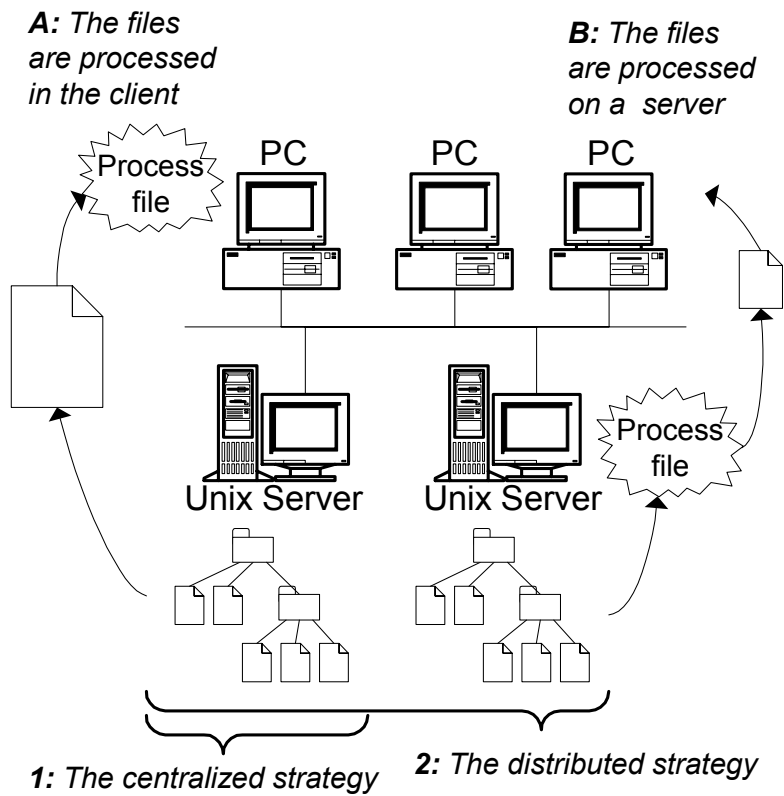 A: The files
are processed
in the client
B: The files
are processed
on a server
Process
file
PC
PC
PC
Process
file
Unix Server
Unix Server
1: The centralized strategy
2: The distributed strategy